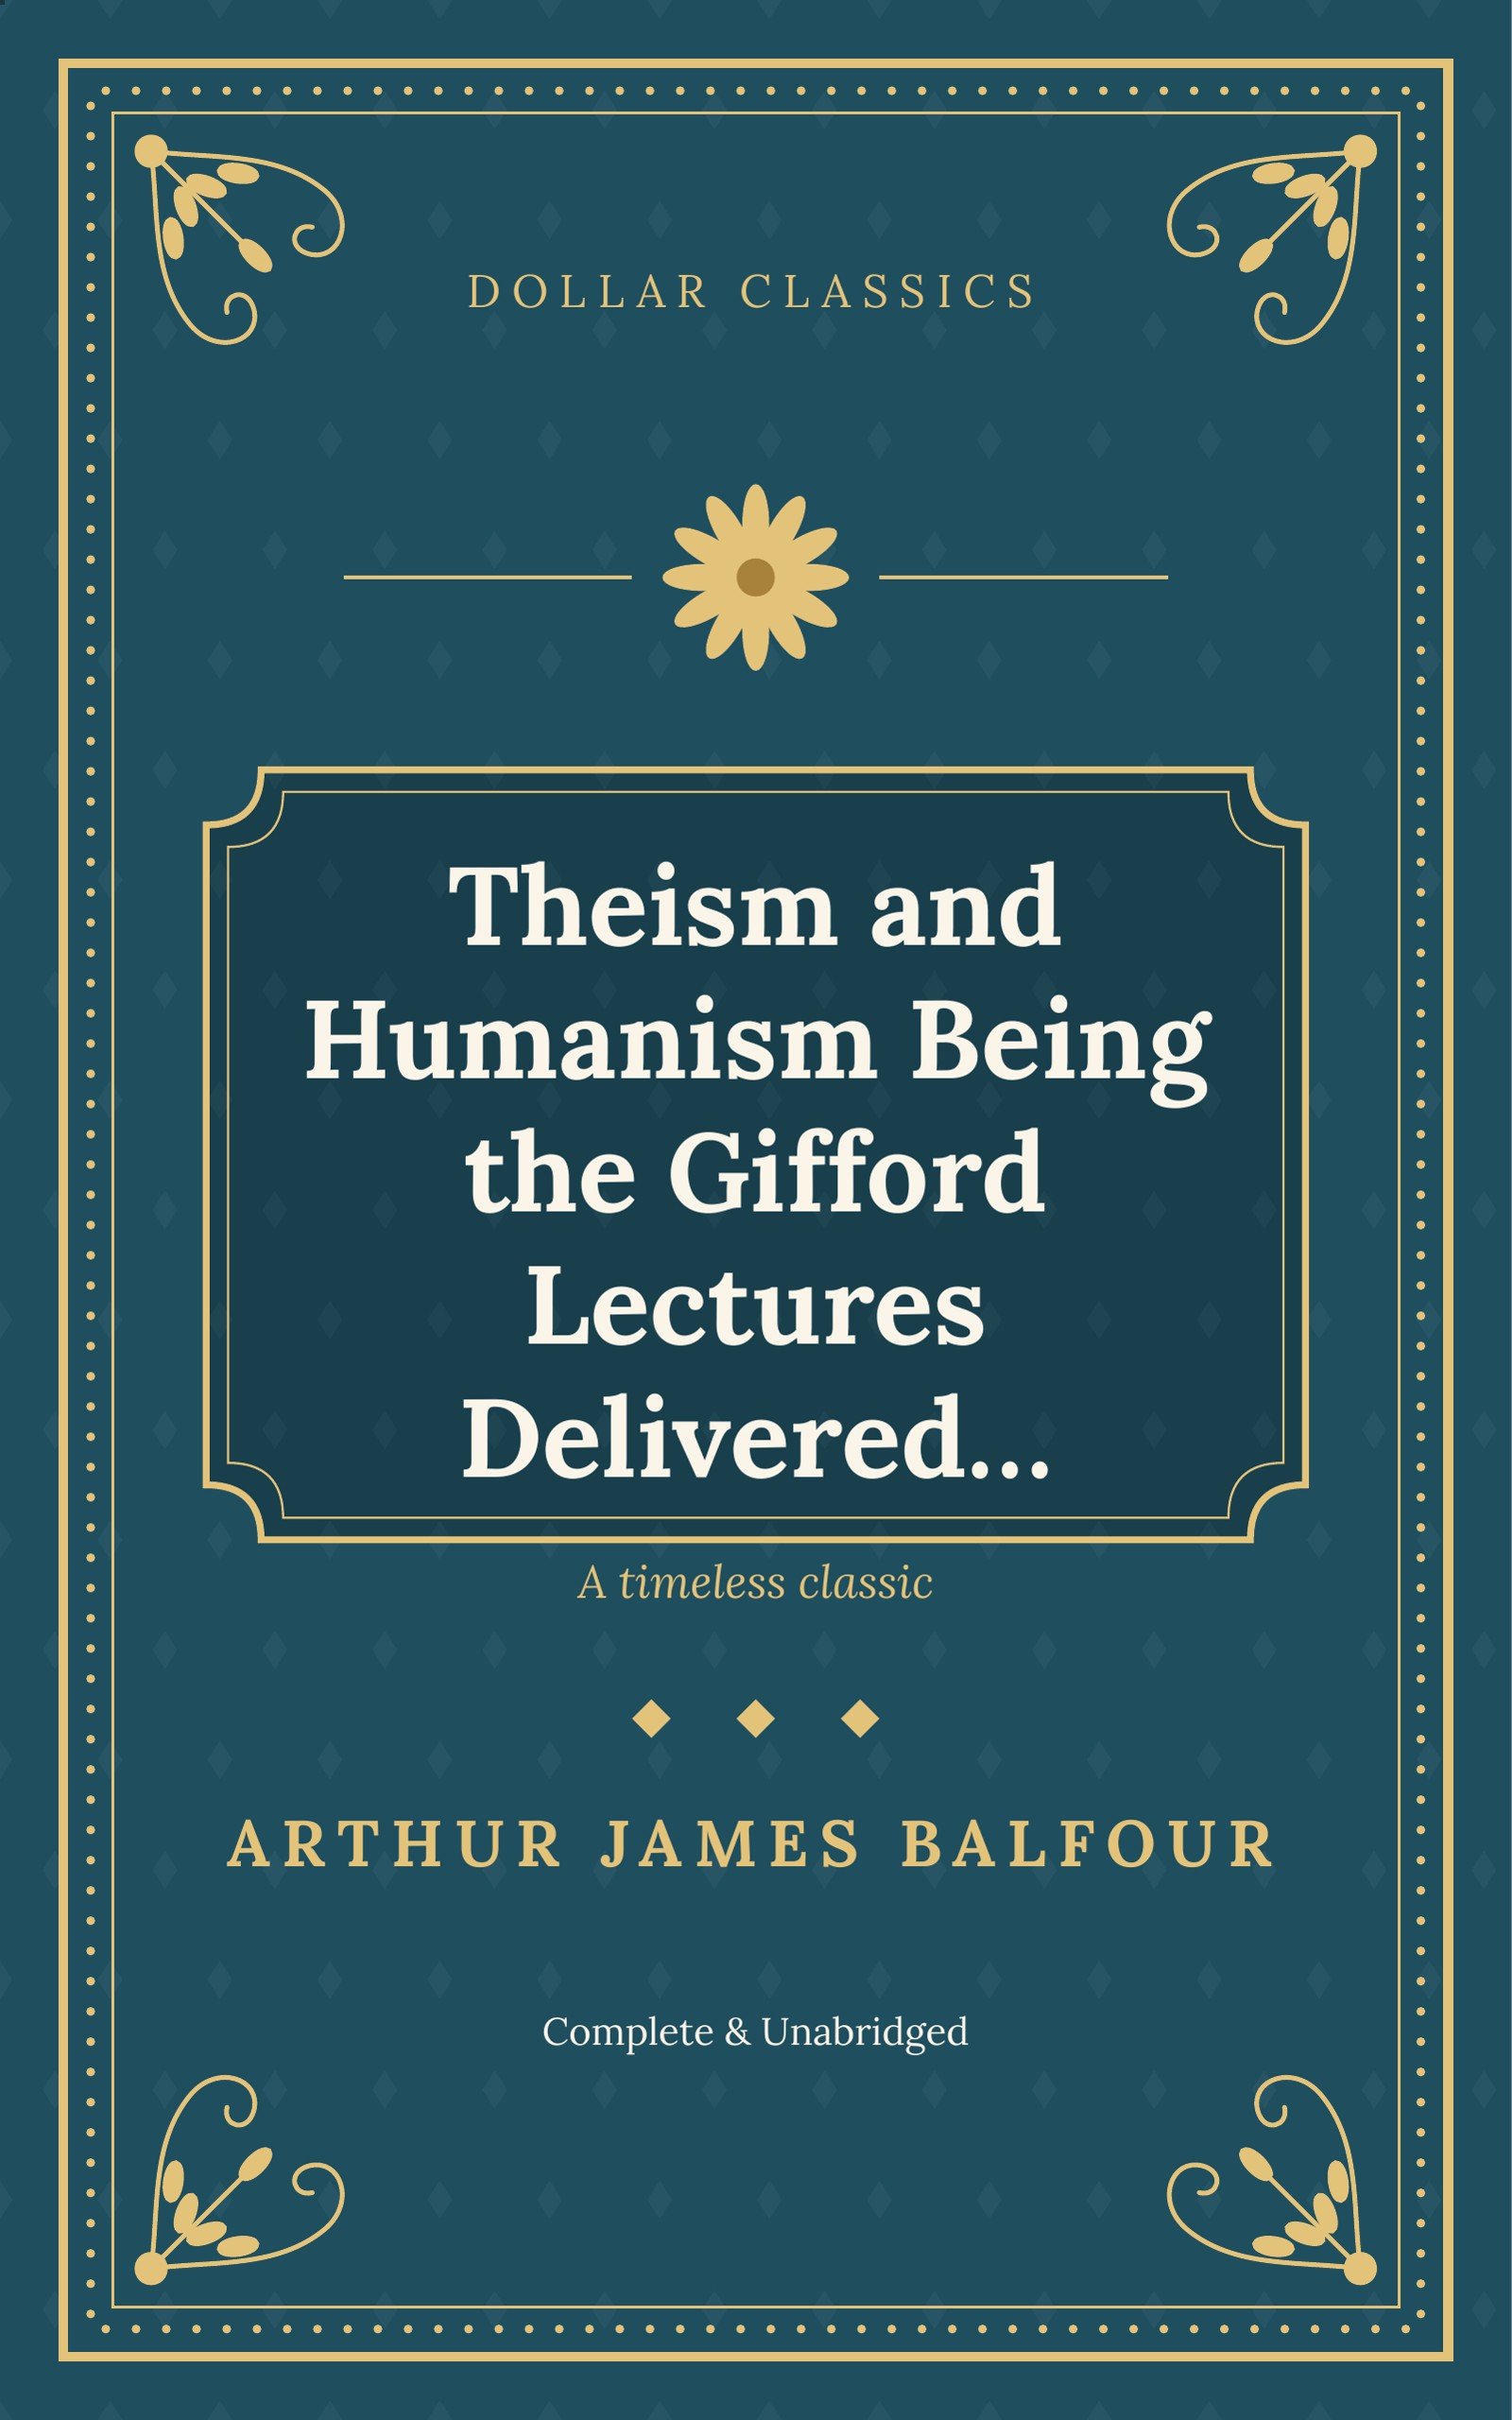 DOLLAR CLASSICS
Theism and
Humanism Being
the Gifford
Lectures
Delivered...
A timeless classic
ARTHUR JAMES BALFOUR
Complete & Unabridged